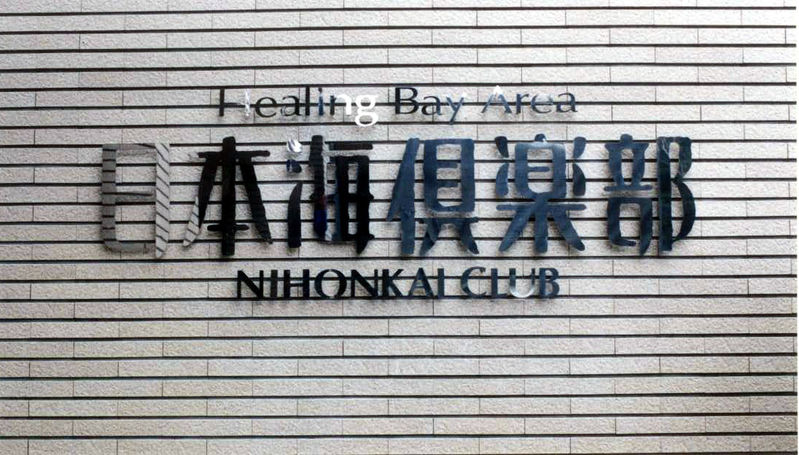 Healing Bay Area
日本海倶楽部
NIHONKAI CLUB